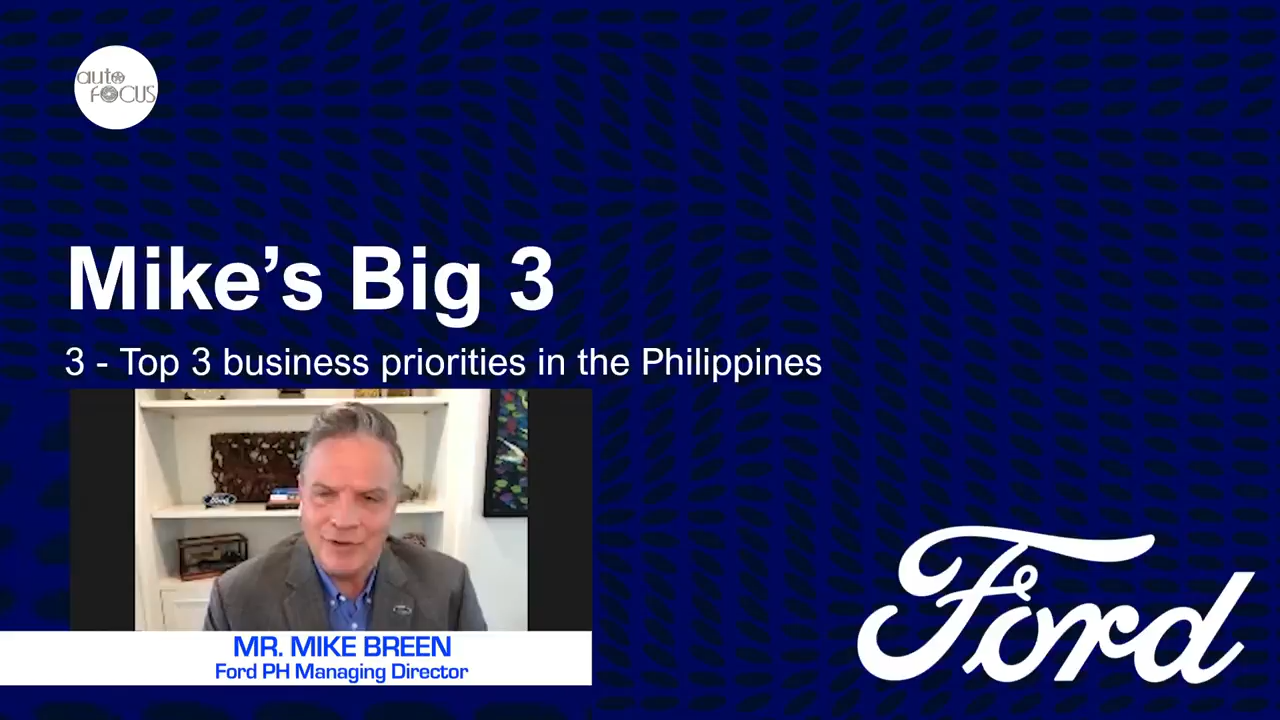 auto
FOCUS
Mike's Big 3
3 - Top 3 business priorities in the Philippines
Ford
MR. MIKE BREEN
Ford PH Managing Director
Ford